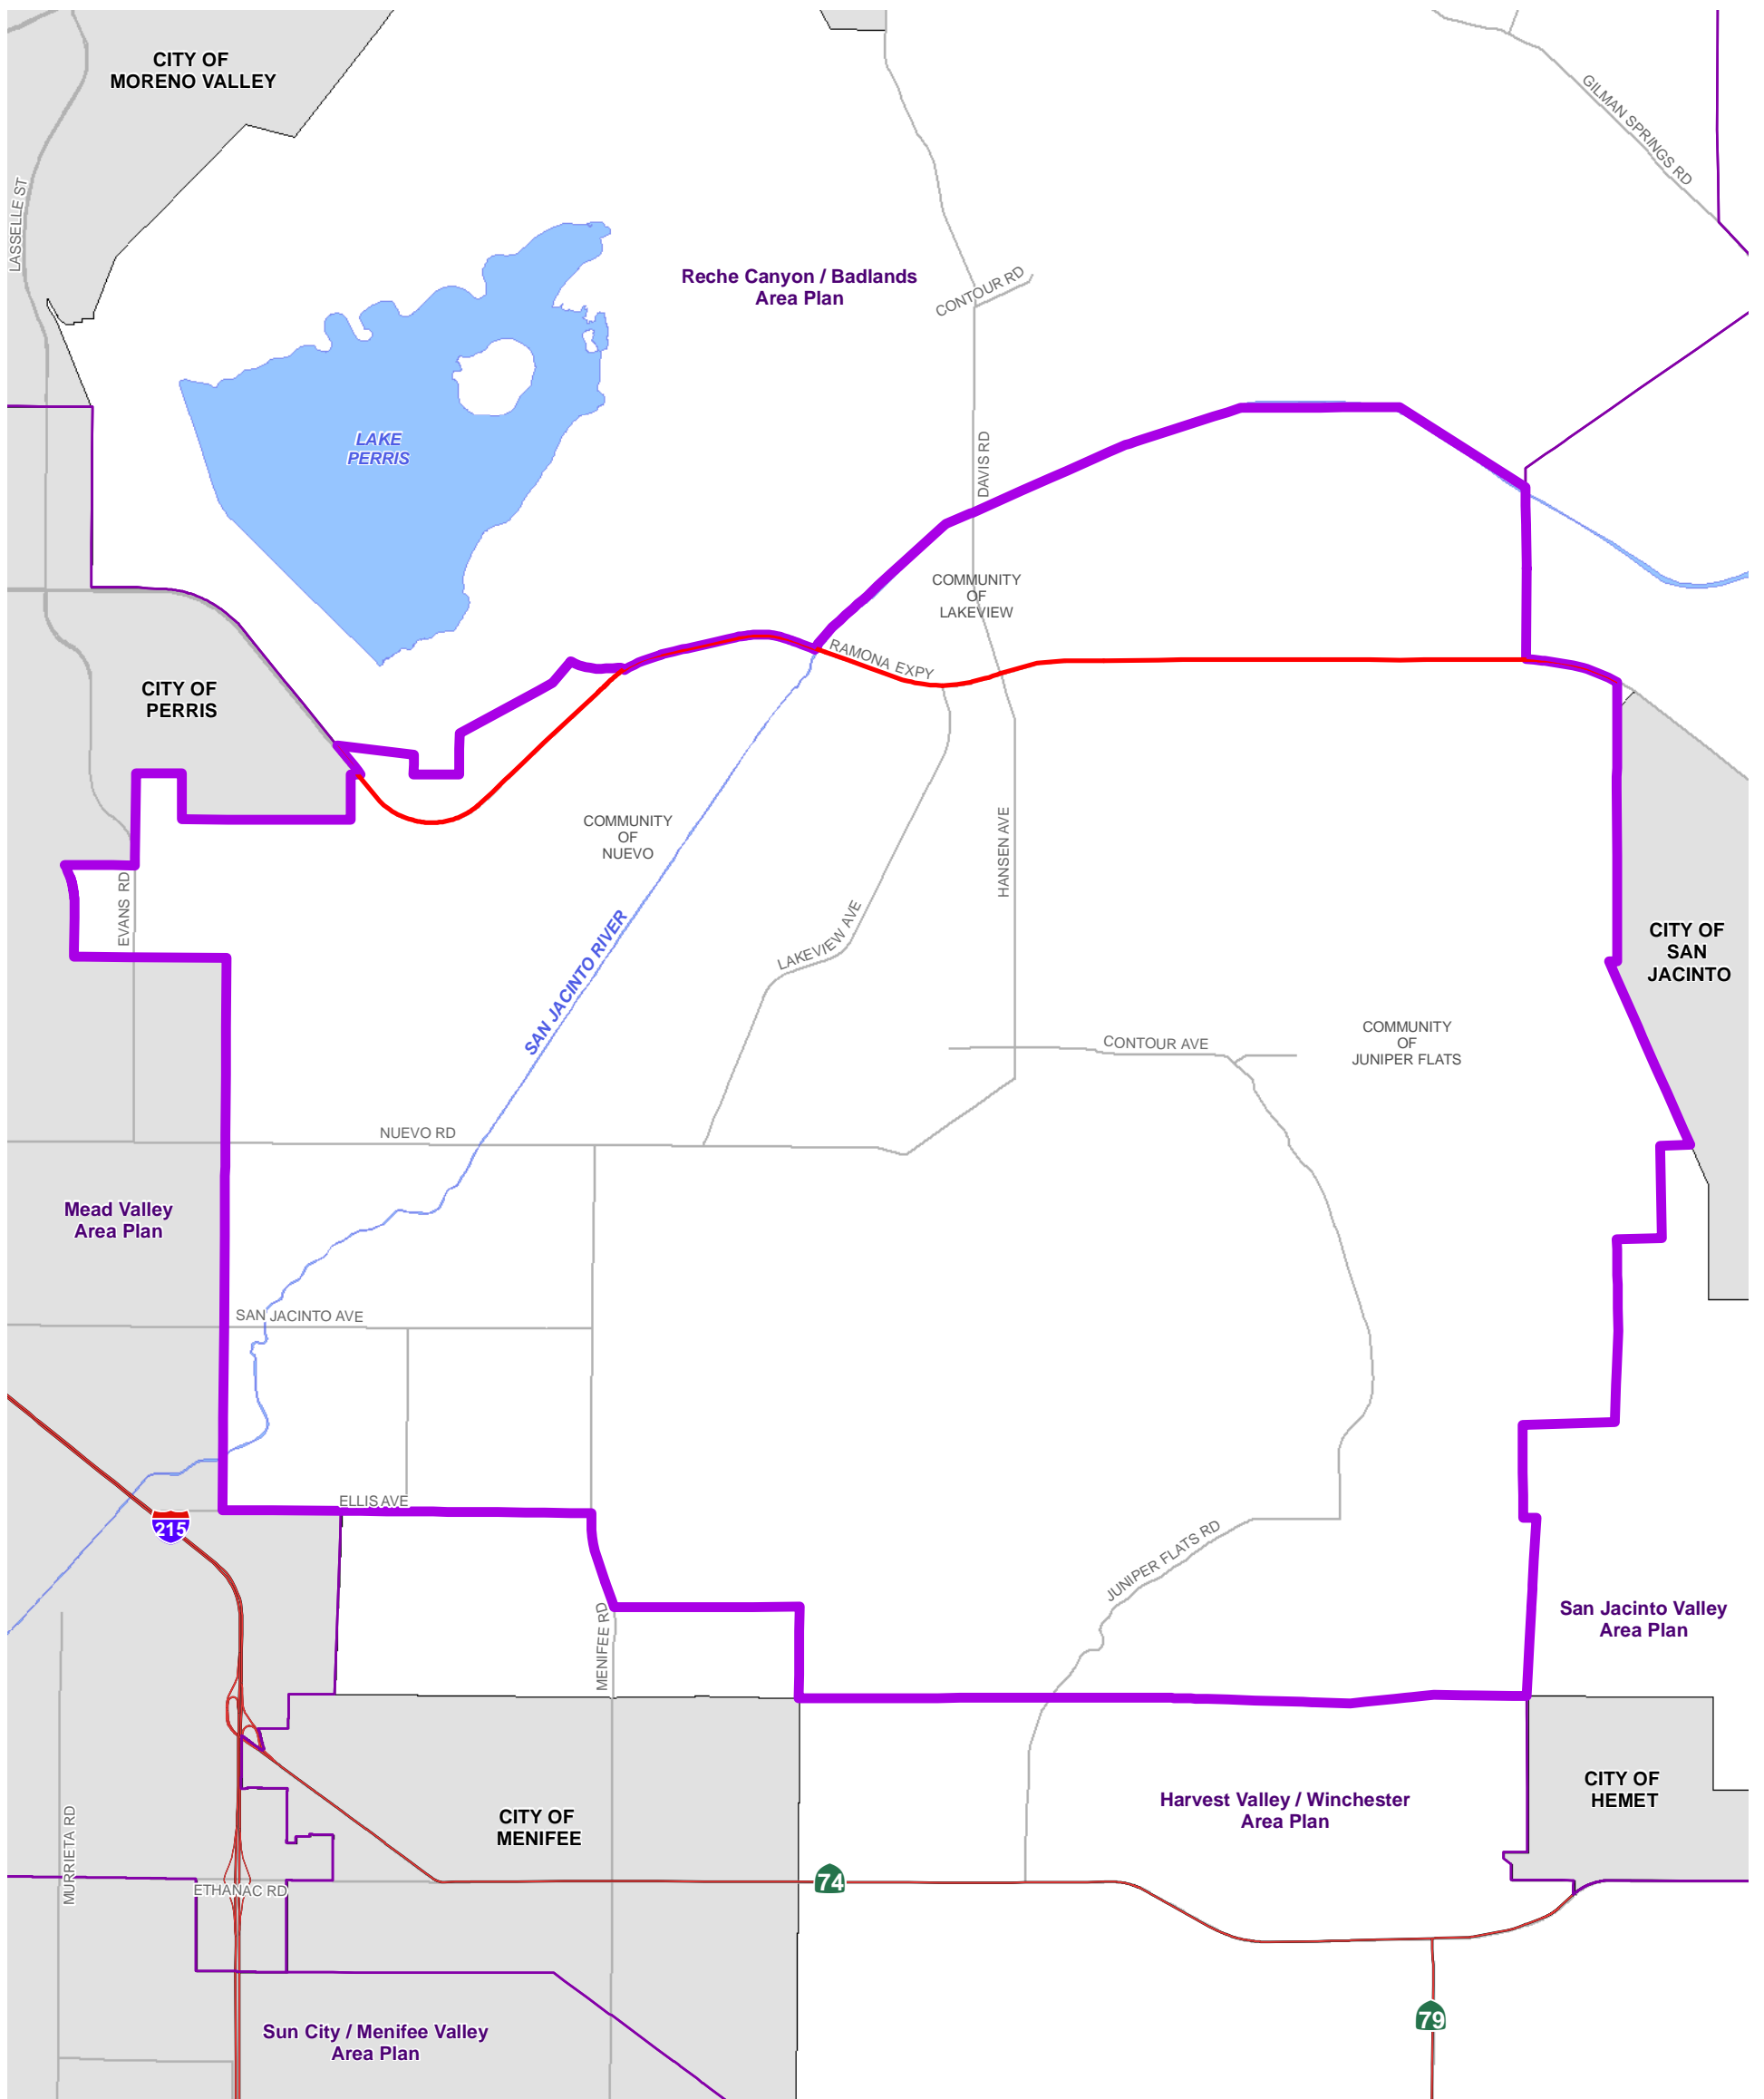 CITY OF
MORENO VALLEY
GILMAN SPRINGS RD
LASSELLE ST
Reche Canyon / Badlands
Area Plan
CONTOUR RD
LAKE
PERRIS
DAVIS RD
COMMUNITY
OF
LAKEVIEW
RAMONA EXPY
CITY OF
PERRIS
COMMUNITY
OF
NUEVO
HANSEN AVE
EVANS RD
LAKEVIEW AVE
SAN JACINTO RIVER
CITY OF
SAN
JACINTO
COMMUNITY
OF
JUNIPER FLATS
CONTOUR AVE
NUEVO RD
Mead Valley
Area Plan
SAN JACINTO AVE
ELLIS AVE
215
JUNIPER FLATS RD
MENIFEE RD
San Jacinto Valley
Area Plan
CITY OF
HEMET
Harvest Valley / Winchester
Area Plan
CITY OF
MENIFEE
MURRIETA RD
74
ETHANAC RD
79
Sun City / Menifee Valley
Area Plan